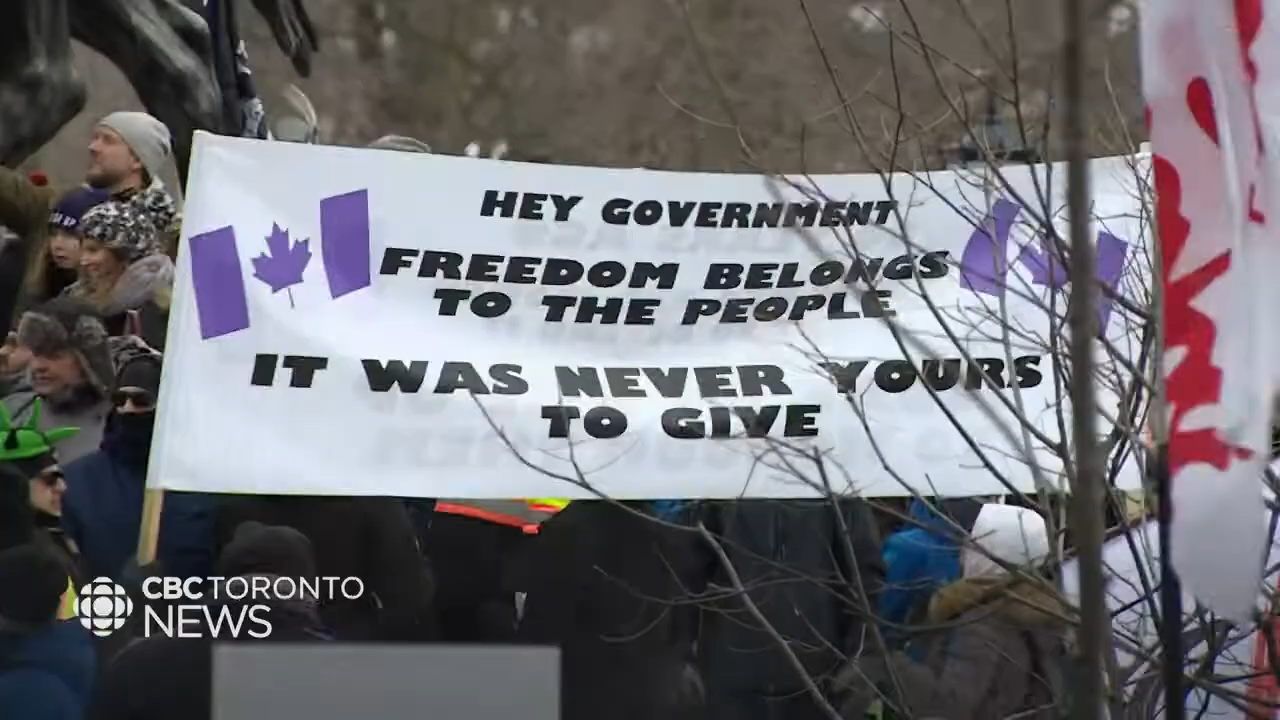 HEY GOVERNMENT
FREEDOM BELONGS
TO THE PEOPLE
IT WAS NEVER YOURS
TO GIVE
CBC TORONTO
NEWS